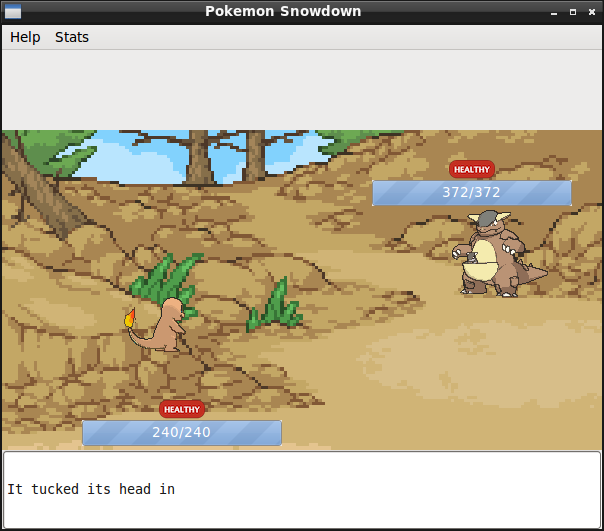 Pokemon Snowdown
Help Stats
HEALTHY
372/372
HEALTHY
240/240
It tucked its head in